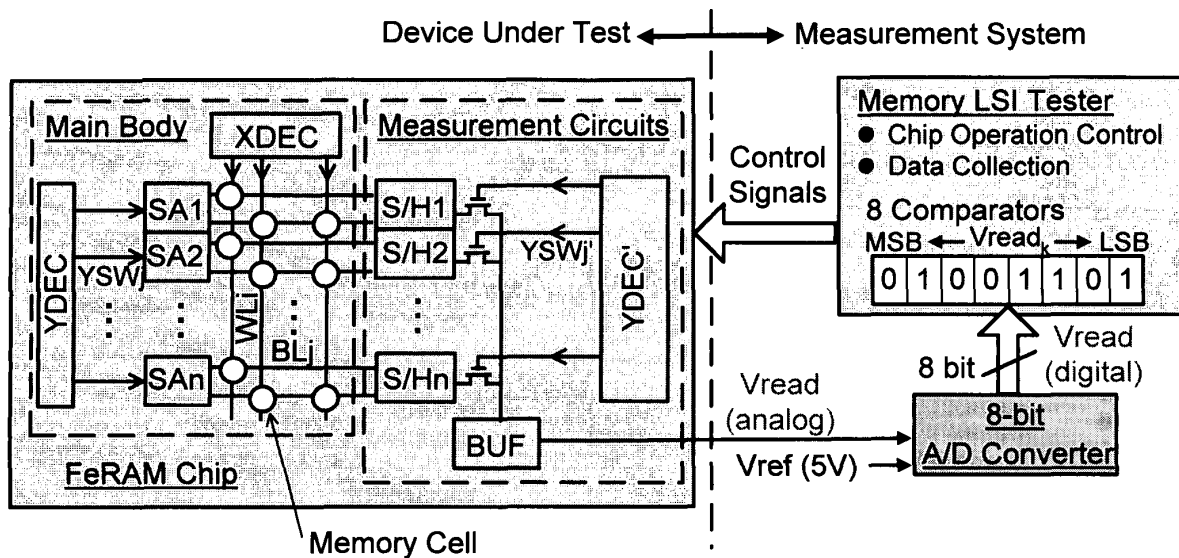 Device Under Test
Measurement System
Main Body
XDEC
YDEC
YSWj
SA1
SA2
SAn
WLj
BLj
Measurement Circuits
S/H1
S/H2
S/Hn
YSWj'
YDEC'
BUF
FeRAM Chip
Memory Cell
Control
Signals
Memory LSI Tester
● Chip Operation Control
● Data Collection
8 Comparators
MSB Vread_k LSB
0 1 0 0 1 1 0 1
8 bit
Vread
(digital)
Vread
(analog)
Vref (5V)
8-bit
A/D Converter